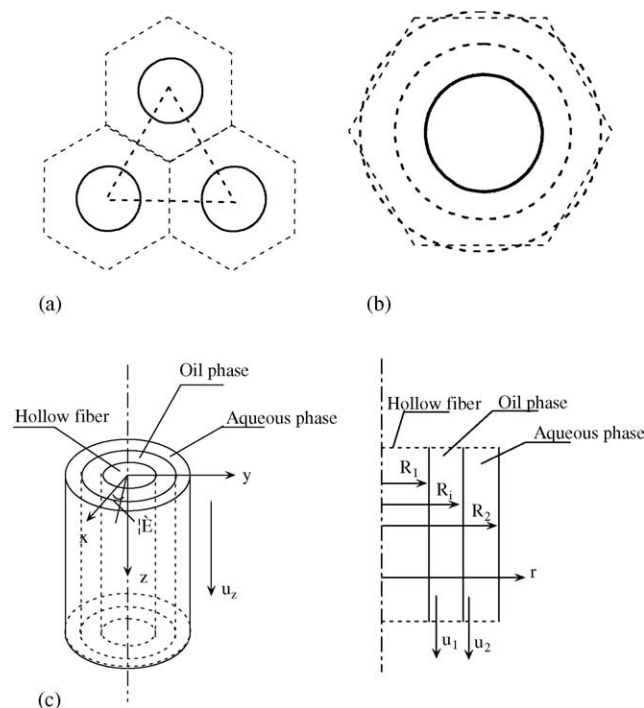 (a)
(b)
Oil phase
Hollow fiber
Aqueous phase
y
x
¦È
z
u_z
(c)
Hollow fiber
Oil phase
Aqueous phase
R_1
R_i
R_2
r
u_1
u_2